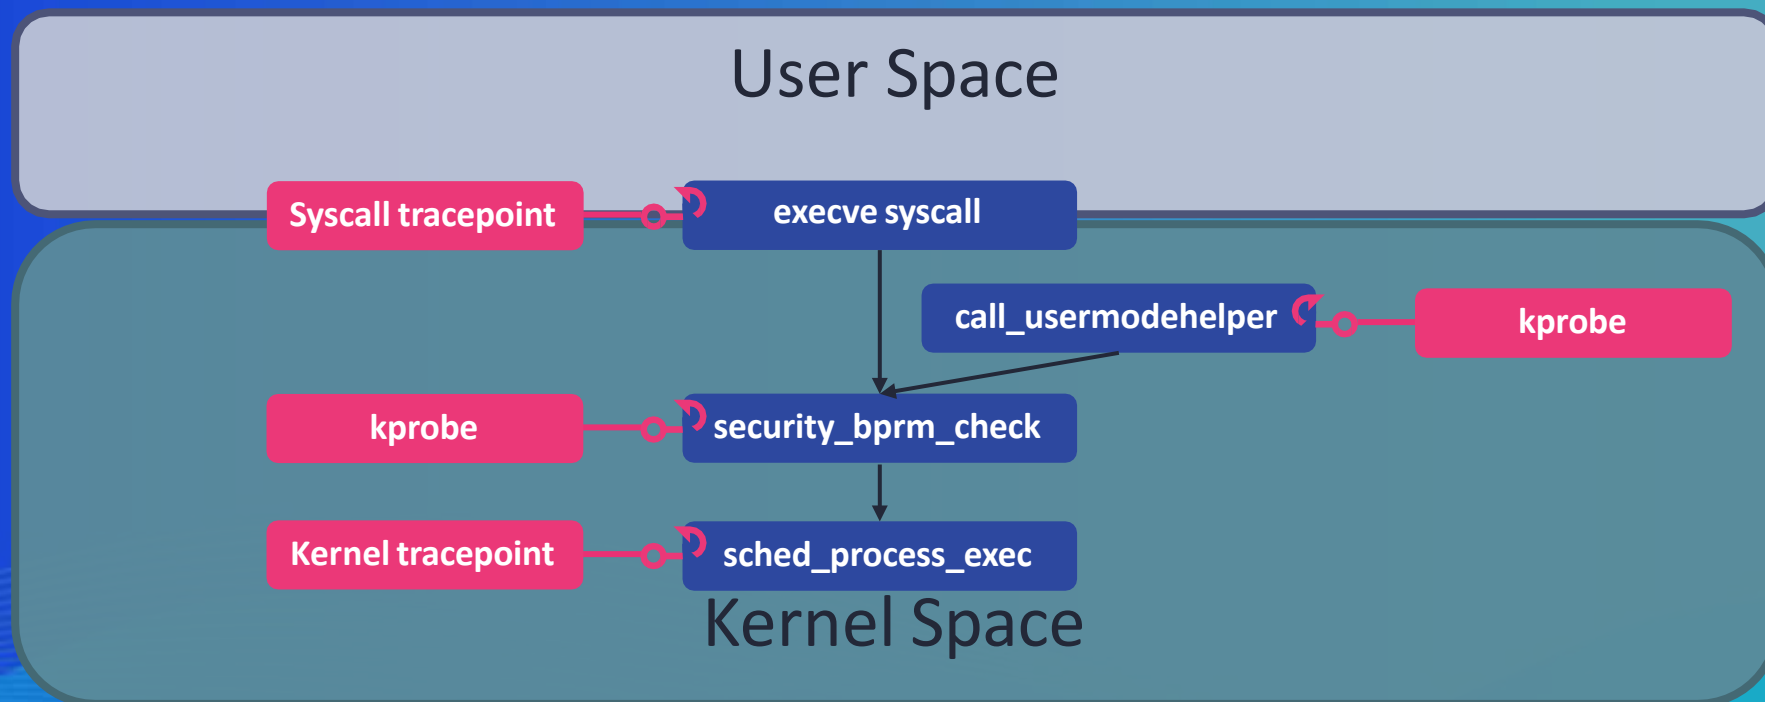 User Space
Syscall tracepoint
execve syscall
call_usermodehelper
kprobe
kprobe
security_bprm_check
Kernel tracepoint
sched_process_exec
Kernel Space